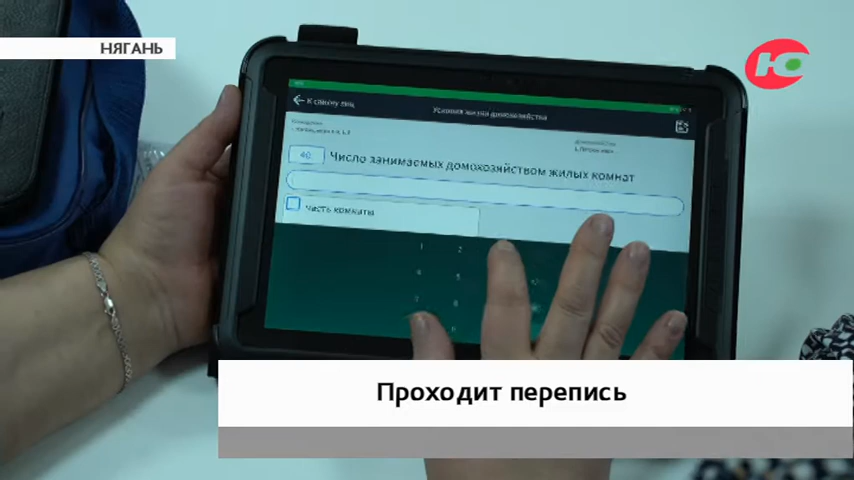 НЯГАНЬ
Ю
К списку лиц
Условия жизни домохозяйства
40
Число занимаемых домохозяйством жилых комнат
Часть комнаты
1 2
4 5
7 8
0
Проходит перепись